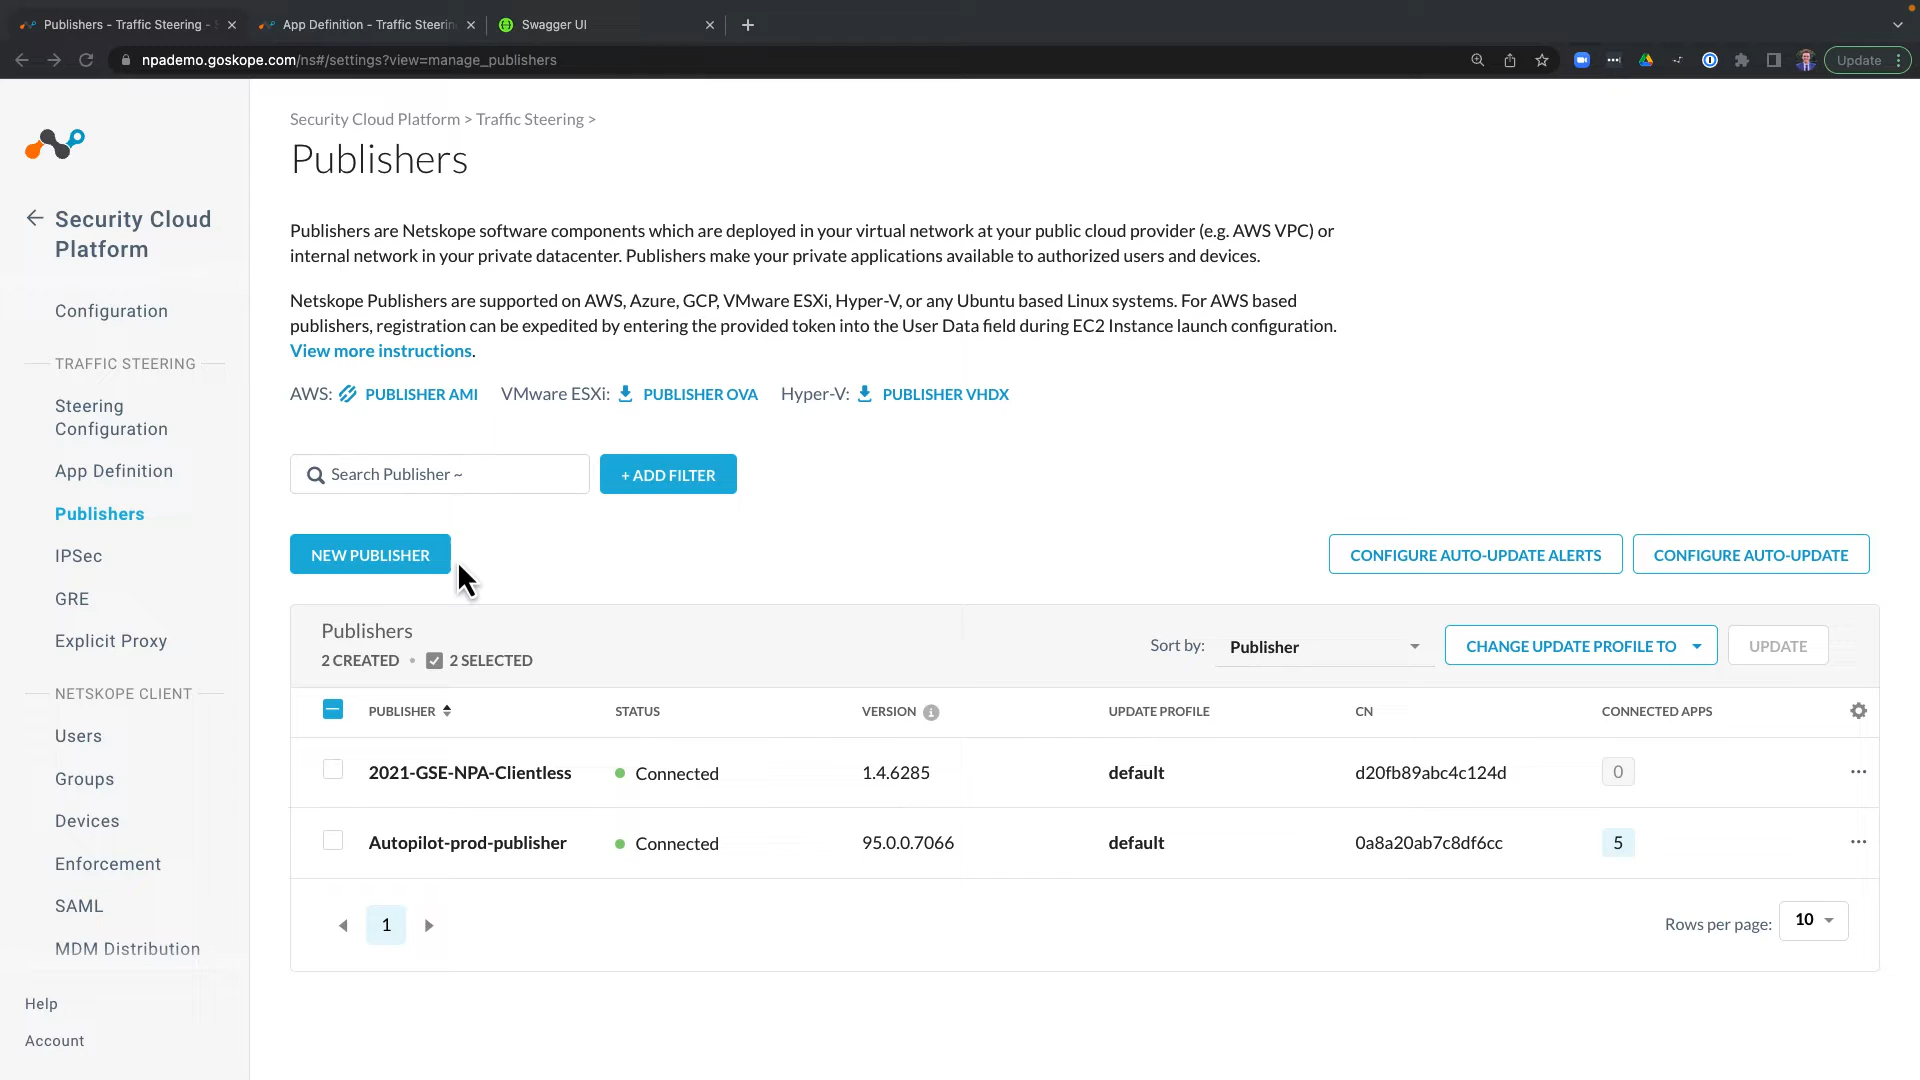 Publishers - Traffic Steering -
App Definition - Traffic Steerin
Swagger UI
npademo.goskope.com/ns#/settings?view=manage_publishers
Update
Security Cloud
Platform
Configuration
TRAFFIC STEERING
Steering
Configuration
App Definition
Publishers
IPSec
GRE
Explicit Proxy
NETSKOPE CLIENT
Users
Groups
Devices
Enforcement
SAML
MDM Distribution
Help
Account
Security Cloud Platform > Traffic Steering >
Publishers
Publishers are Netskope software components which are deployed in your virtual network at your public cloud provider (e.g. AWS VPC) or
internal network in your private datacenter. Publishers make your private applications available to authorized users and devices.
Netskope Publishers are supported on AWS, Azure, GCP, VMware ESXi, Hyper-V, or any Ubuntu based Linux systems. For AWS based
publishers, registration can be expedited by entering the provided token into the User Data field during EC2 Instance launch configuration.
View more instructions.
AWS: PUBLISHER AMI VMware ESXi: PUBLISHER OVA Hyper-V: PUBLISHER VHDX
Search Publisher ~
+ ADD FILTER
NEW PUBLISHER
CONFIGURE AUTO-UPDATE ALERTS
CONFIGURE AUTO-UPDATE
Publishers
2 CREATED • 2 SELECTED
Sort by: Publisher
CHANGE UPDATE PROFILE TO
UPDATE
PUBLISHER STATUS VERSION UPDATE PROFILE CN CONNECTED APPS
2021-GSE-NPA-Clientless Connected 1.4.6285 default d20fb89abc4c124d 0
Autopilot-prod-publisher Connected 95.0.0.7066 default 0a8a20ab7c8df6cc 5
1
Rows per page: 10